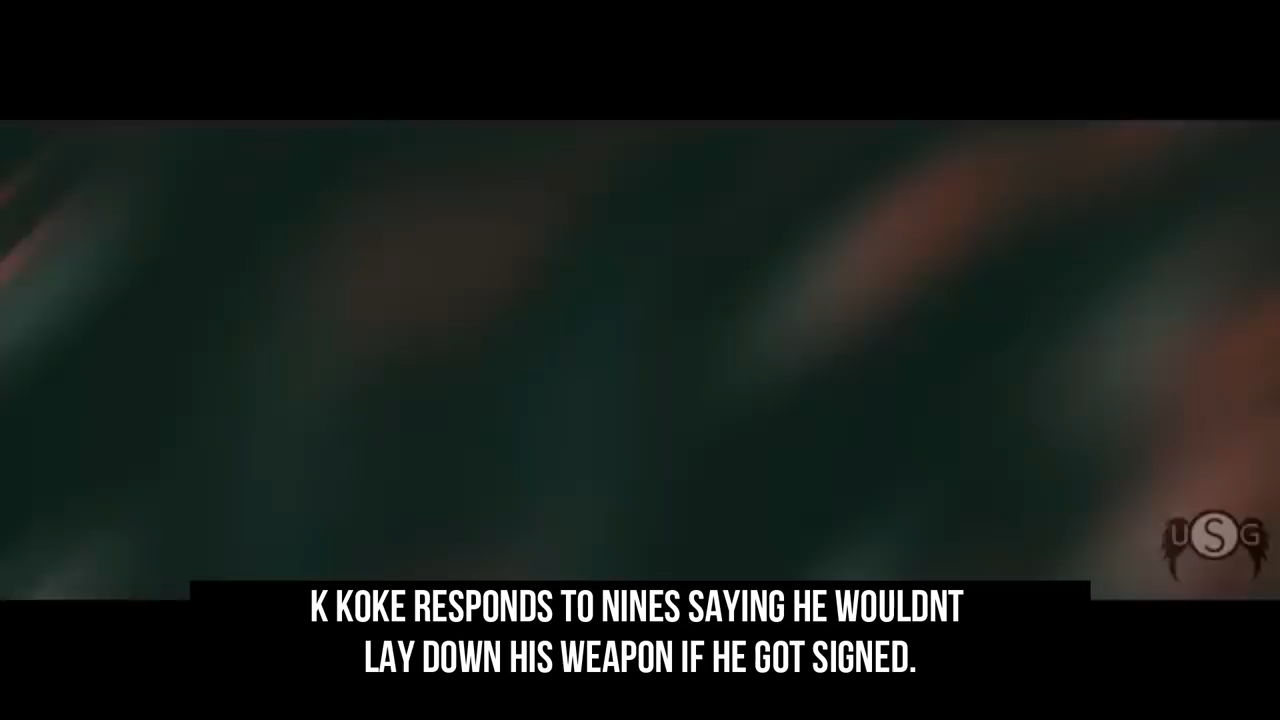 USG
K KOKE RESPONDS TO NINES SAYING HE WOULDNT
LAY DOWN HIS WEAPON IF HE GOT SIGNED.